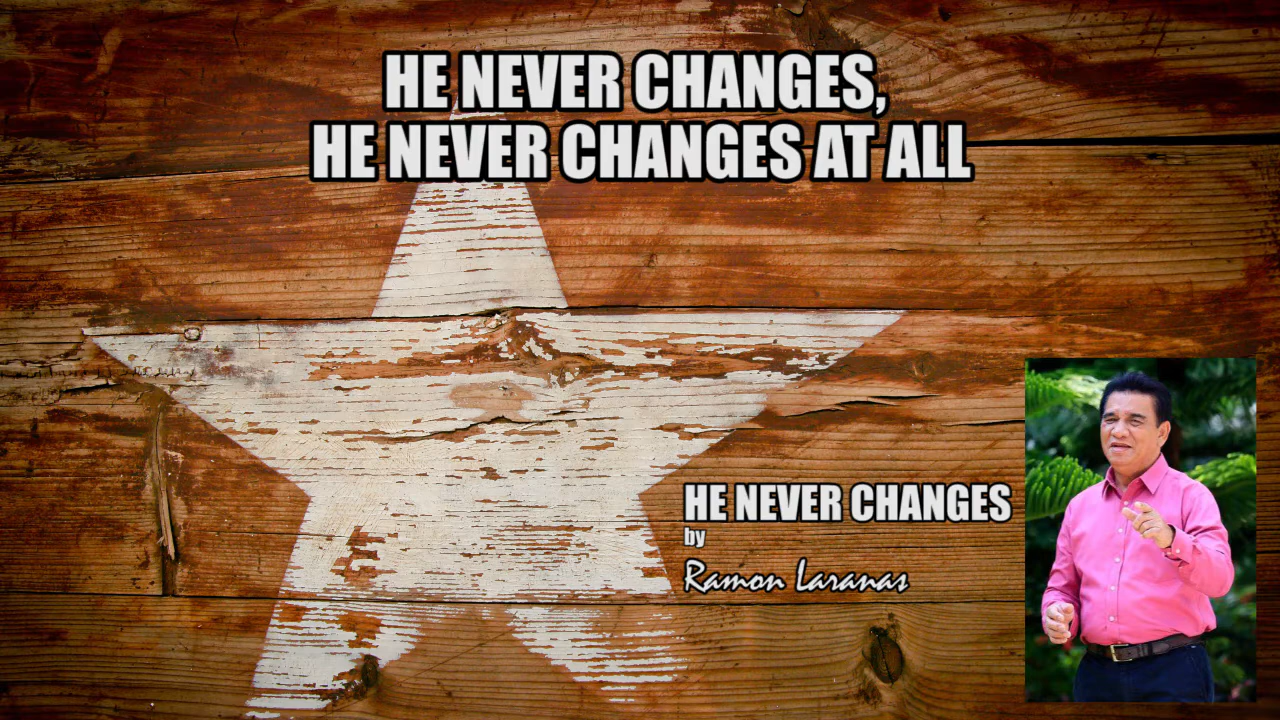 HE NEVER CHANGES,
HE NEVER CHANGES AT ALL
HE NEVER CHANGES
by
Ramon Laranas